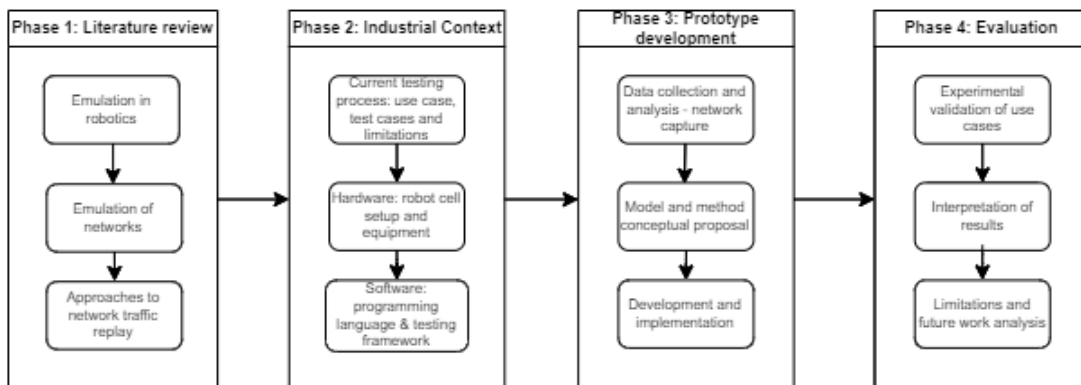 Phase 1: Literature review
Emulation in
robotics
Emulation of
networks
Approaches to
network traffic
replay
Phase 2: Industrial Context
Current testing
process: use case,
test cases and
limitations
Hardware: robot cell
setup and
equipment
Software:
programming
language & testing
framework
Phase 3: Prototype
development
Data collection and
analysis - network
capture
Model and method
conceptual proposal
Development and
implementation
Phase 4: Evaluation
Experimental
validation of use
cases
Interpretation of
results
Limitations and
future work analysis